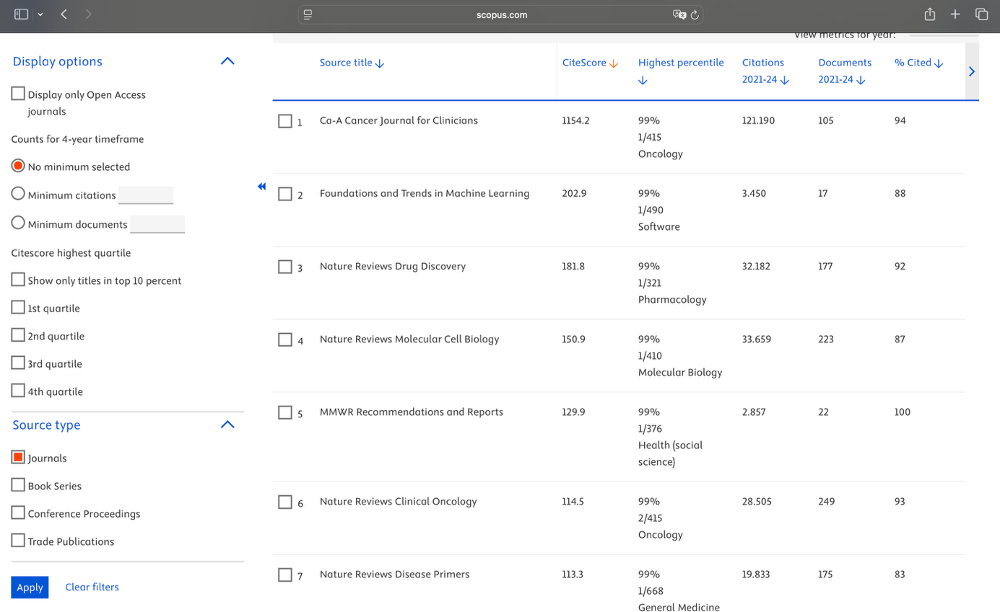 scopus.com
Display options
Display only Open Access
journals
Counts for 4-year timeframe
No minimum selected
Minimum citations
Minimum documents
Citescore highest quartile
Show only titles in top 10 percent
1st quartile
2nd quartile
3rd quartile
4th quartile
Source type
Journals
Book Series
Conference Proceedings
Trade Publications
Apply Clear filters
View metrics for year:
Source title CiteScore Highest percentile Citations 2021-24 Documents 2021-24 % Cited
1 Ca-A Cancer Journal for Clinicians 1154.2 99% 121.190 105 94
1/415
Oncology
2 Foundations and Trends in Machine Learning 202.9 99% 3.450 17 88
1/490
Software
3 Nature Reviews Drug Discovery 181.8 99% 32.182 177 92
1/321
Pharmacology
4 Nature Reviews Molecular Cell Biology 150.9 99% 33.659 223 87
1/410
Molecular Biology
5 MMWR Recommendations and Reports 129.9 99% 2.857 22 100
1/376
Health (social
science)
6 Nature Reviews Clinical Oncology 114.5 99% 28.505 249 93
2/415
Oncology
7 Nature Reviews Disease Primers 113.3 99% 19.833 175 83
1/668
General Medicine